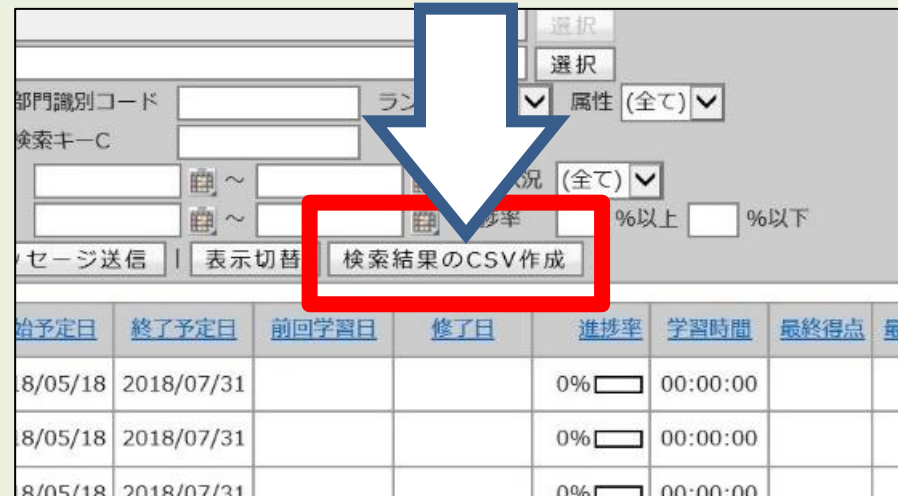 選択
選択
部門識別コード ラン 属性 (全て)
検索キーC
～ 況 (全て)
～ 捗率 %以上 %以下
ッセージ送信 | 表示切替 検索結果のCSV作成
始予定日 終了予定日 前回学習日 修了日 進捗率 学習時間 最終得点 最
18/05/18 2018/07/31 0% 00:00:00
18/05/18 2018/07/31 0% 00:00:00
18/05/18 2018/07/31 0% 00:00:00